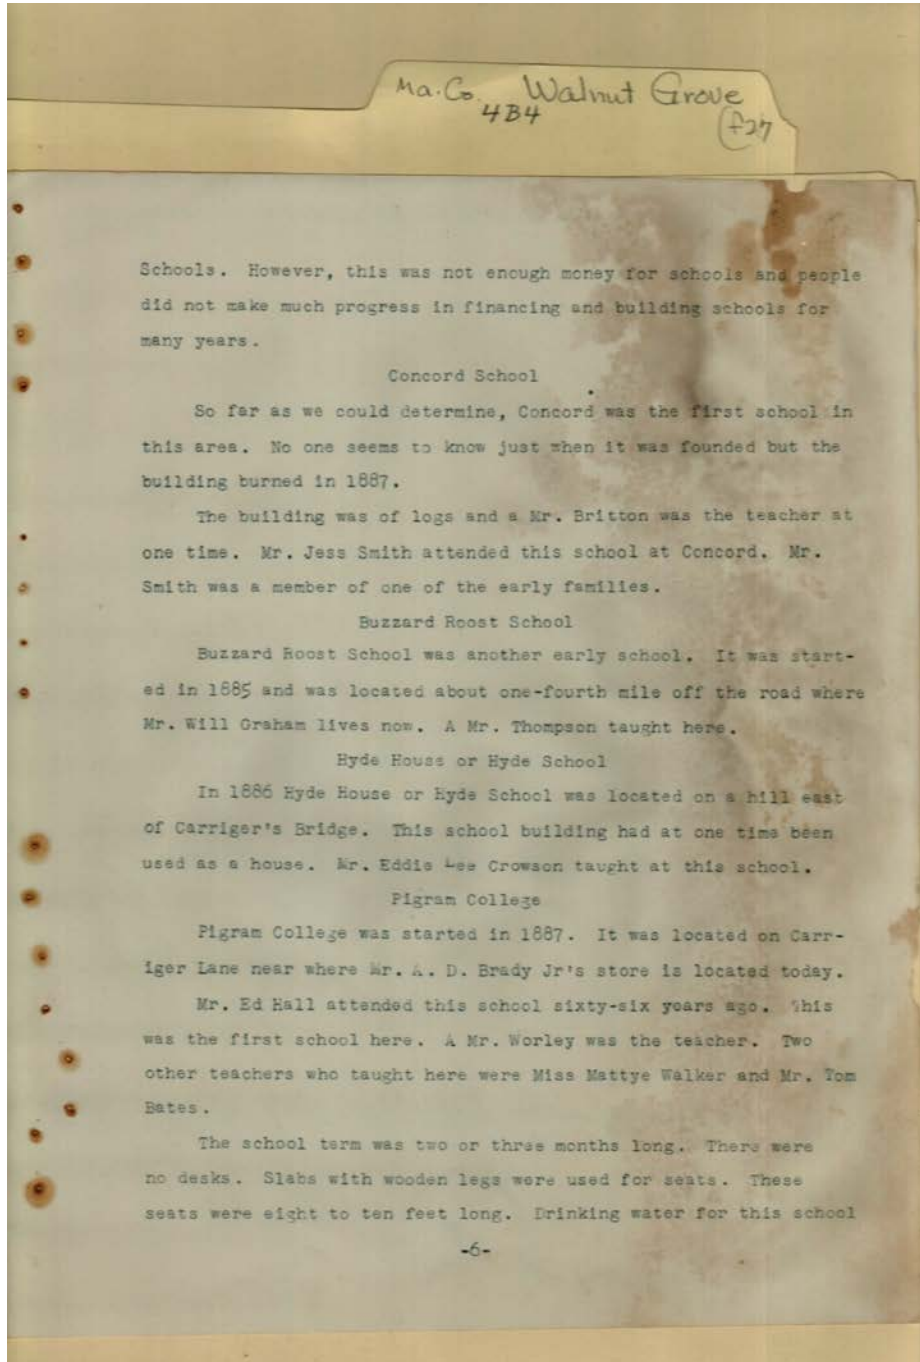 Ma.Co. Walnut Grove
4B4
f27
Schools. However, this was not enough money for schools and people
did not make much progress in financing and building schools for
many years.
Concord School
So far as we could determine, Concord was the first school in
this area. No one seems to know just when it was founded but the
building burned in 1887.
The building was of logs and a Mr. Britton was the teacher at
one time. Mr. Jess Smith attended this school at Concord. Mr.
Smith was a member of one of the early families.
Buzzard Roost School
Buzzard Roost School was another early school. It was start-
ed in 1885 and was located about one-fourth mile off the road where
Mr. Will Graham lives now. A Mr. Thompson taught here.
Hyde House or Hyde School
In 1886 Hyde House or Hyde School was located on a hill east
of Carriger's Bridge. This school building had at one time been
used as a house. Mr. Eddie Lee Crowson taught at this school.
Pigram College
Pigram College was started in 1887. It was located on Carr-
iger Lane near where Mr. A. D. Brady Jr's store is located today.
Mr. Ed Hall attended this school sixty-six years ago. This
was the first school here. A Mr. Worley was the teacher. Two
other teachers who taught here were Miss Mattye Walker and Mr. Tom
Bates.
The school term was two or three months long. There were
no desks. Slabs with wooden legs were used for seats. These
seats were eight to ten feet long. Drinking water for this school
-6-